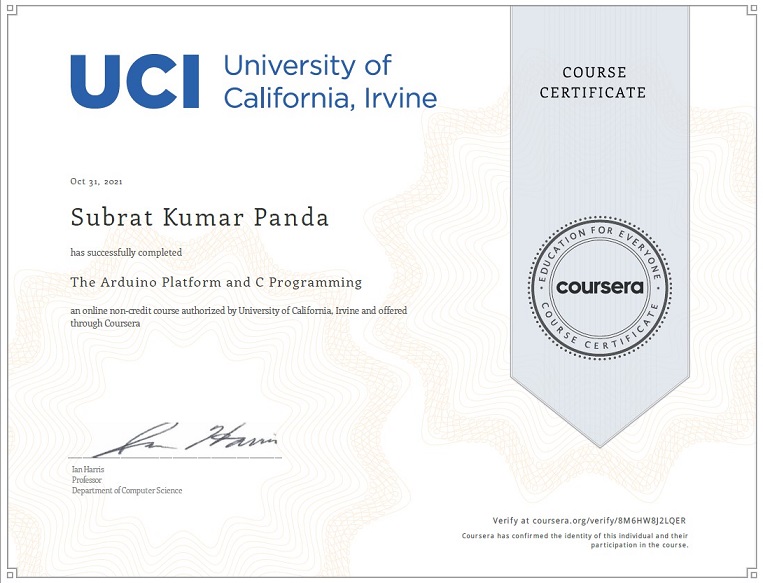 UCI University of
California, Irvine
COURSE
CERTIFICATE
Oct 31, 2021
Subrat Kumar Panda
has successfully completed
The Arduino Platform and C Programming
an online non-credit course authorized by University of California, Irvine and offered
through Coursera
EDUCATION FOR EVERYONE
coursera
COURSE CERTIFICATE
Ian Harris
Ian Harris
Professor
Department of Computer Science
Verify at coursera.org/verify/8M6HW8J2LQER
Coursera has confirmed the identity of this individual and their
participation in the course.